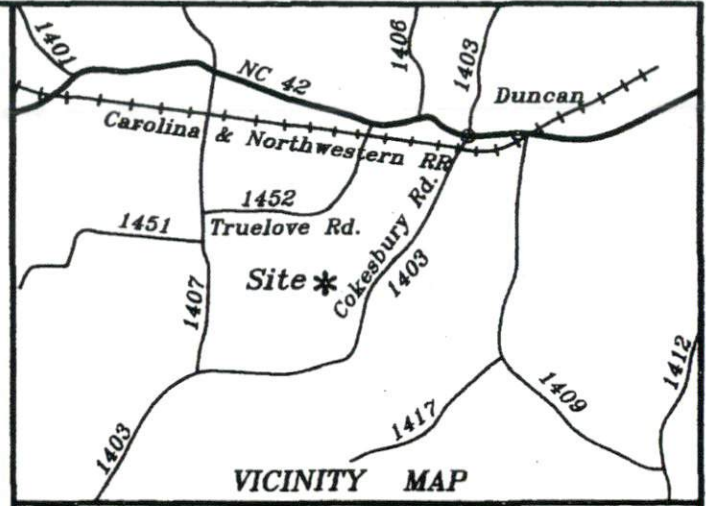 1401
1406
1403
NC 42
Duncan
Carolina & Northwestern RR
1452
Truelove Rd.
1451
Cokesbury Rd.
1403
Site *
1407
1412
1409
1417
1403
VICINITY MAP